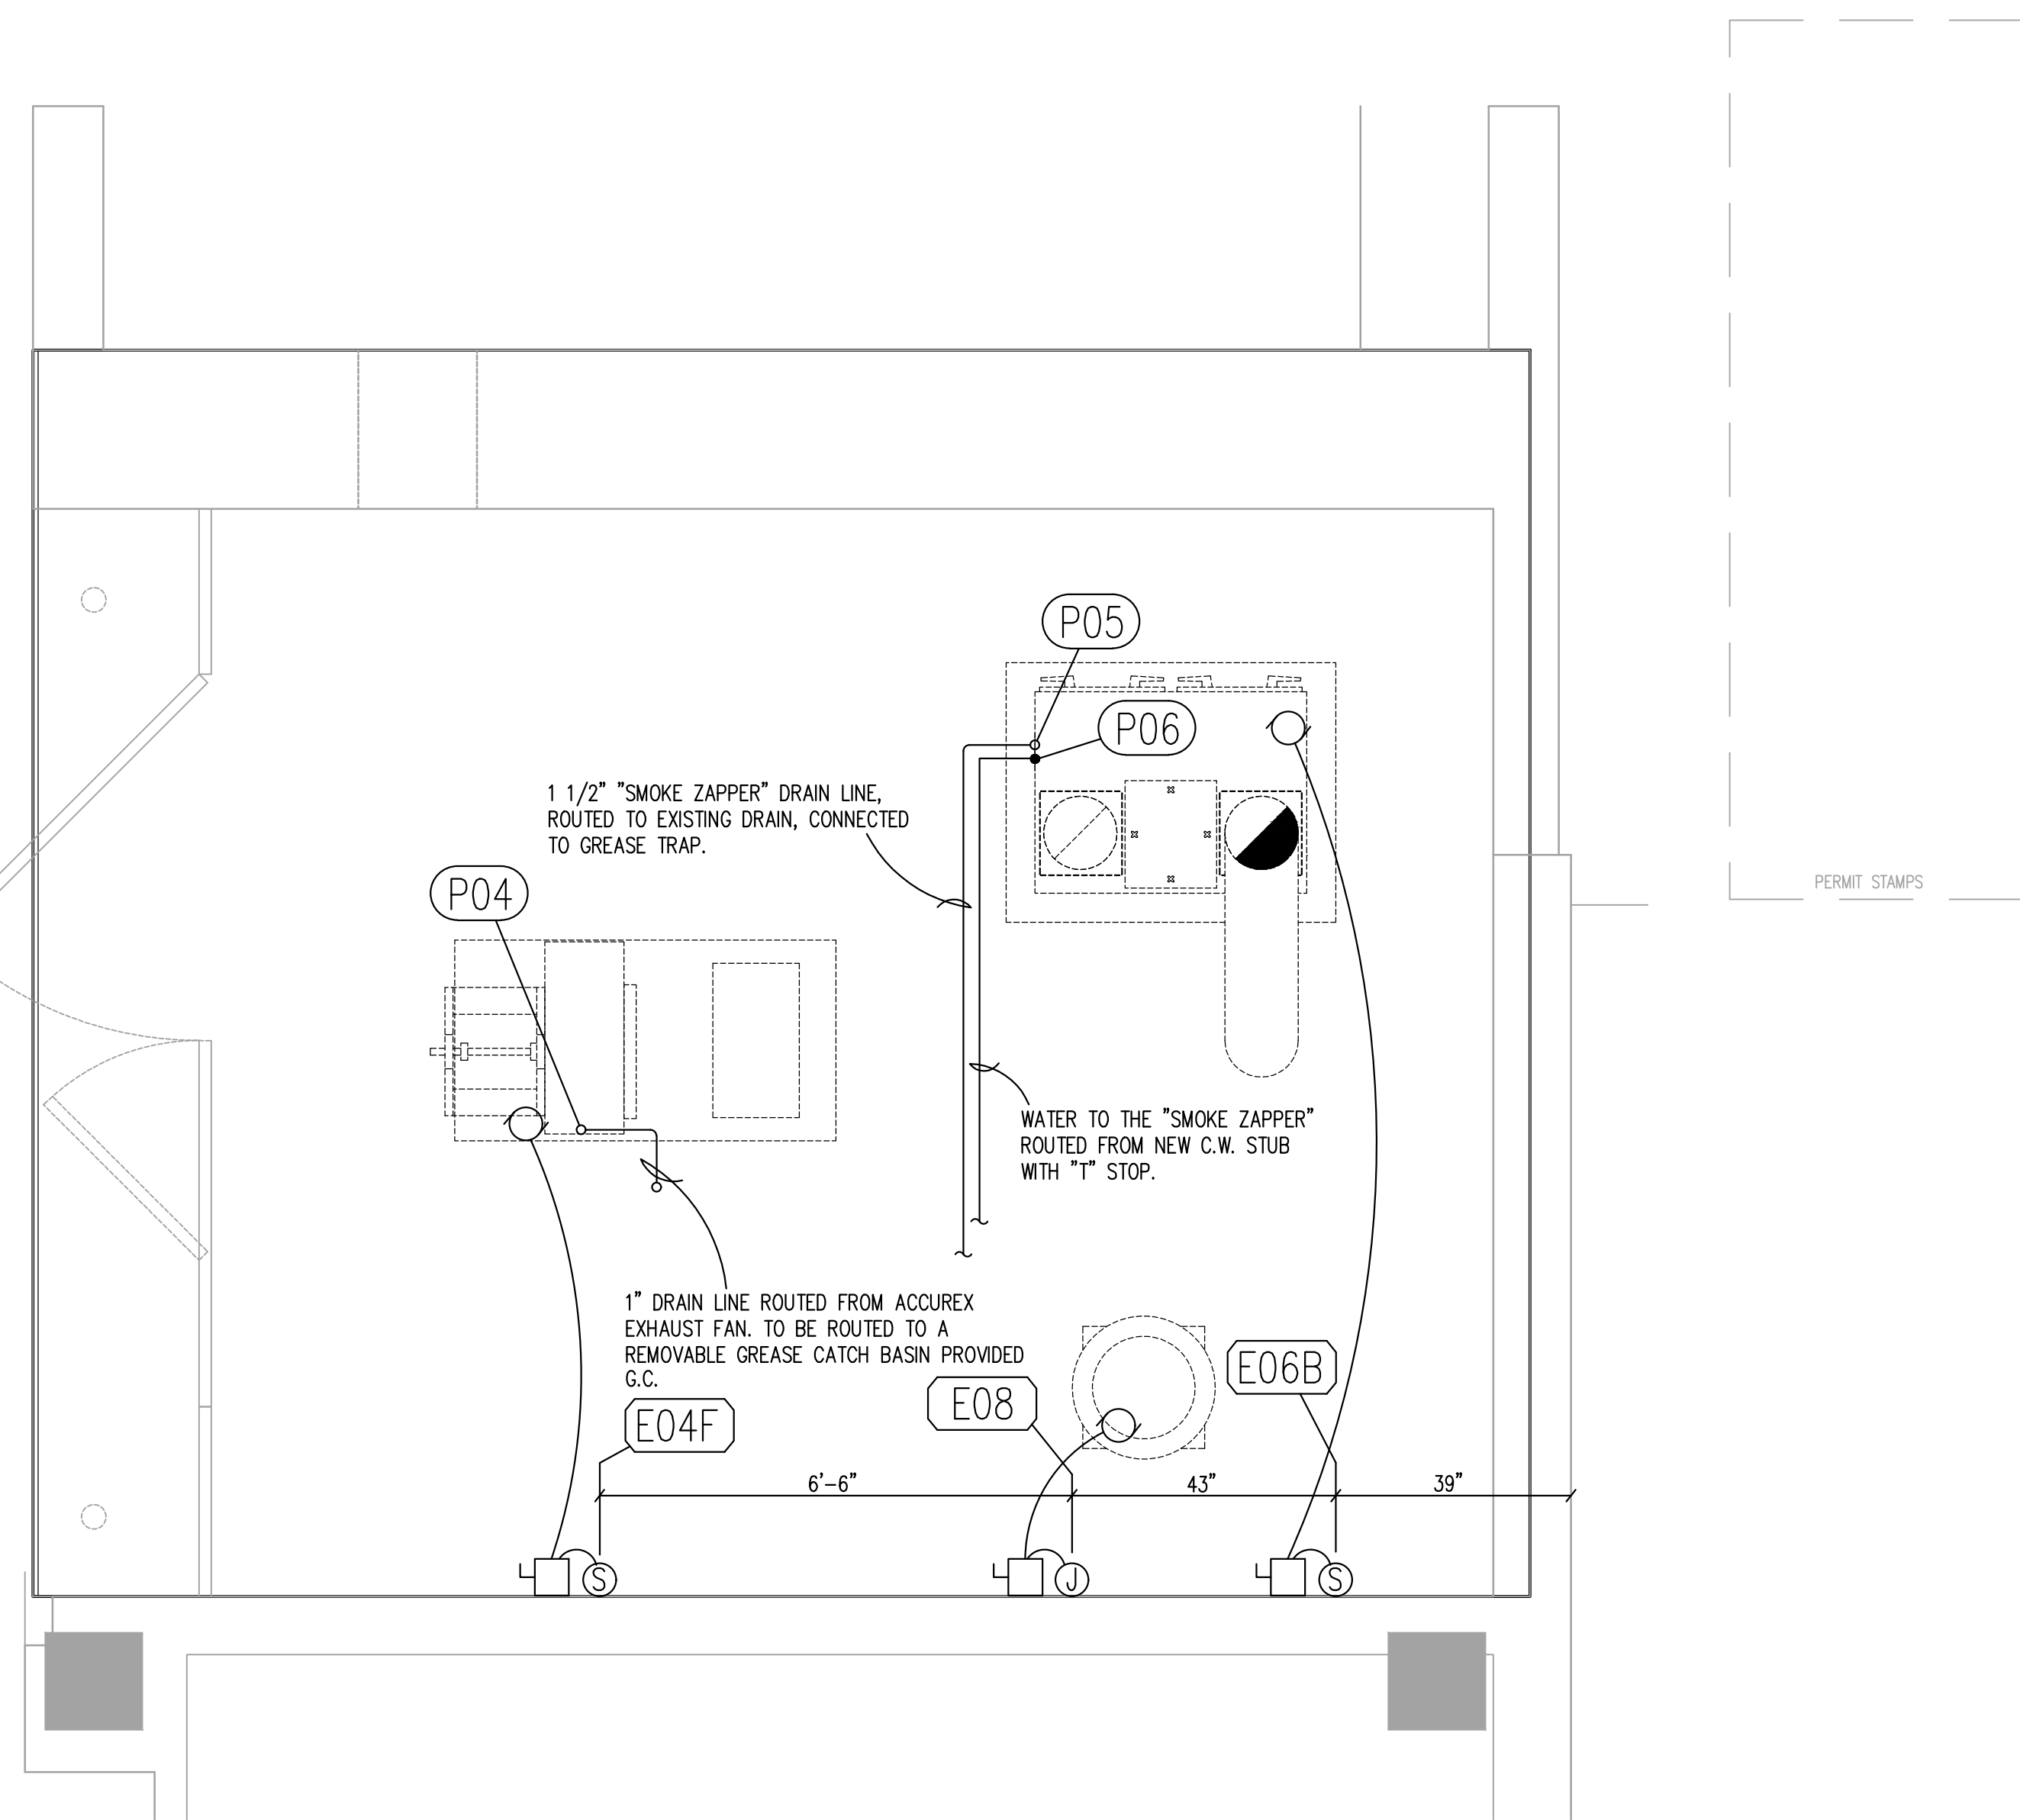 P05
P06
1 1/2" "SMOKE ZAPPER" DRAIN LINE,
ROUTED TO EXISTING DRAIN, CONNECTED
TO GREASE TRAP.
P04
PERMIT STAMPS
WATER TO THE "SMOKE ZAPPER"
ROUTED FROM NEW C.W. STUB
WITH "T" STOP.
1" DRAIN LINE ROUTED FROM ACCUREX
EXHAUST FAN. TO BE ROUTED TO A
REMOVABLE GREASE CATCH BASIN PROVIDED
G.C.
E06B
E08
E04F
6'-6"
43"
39"
S
J
S